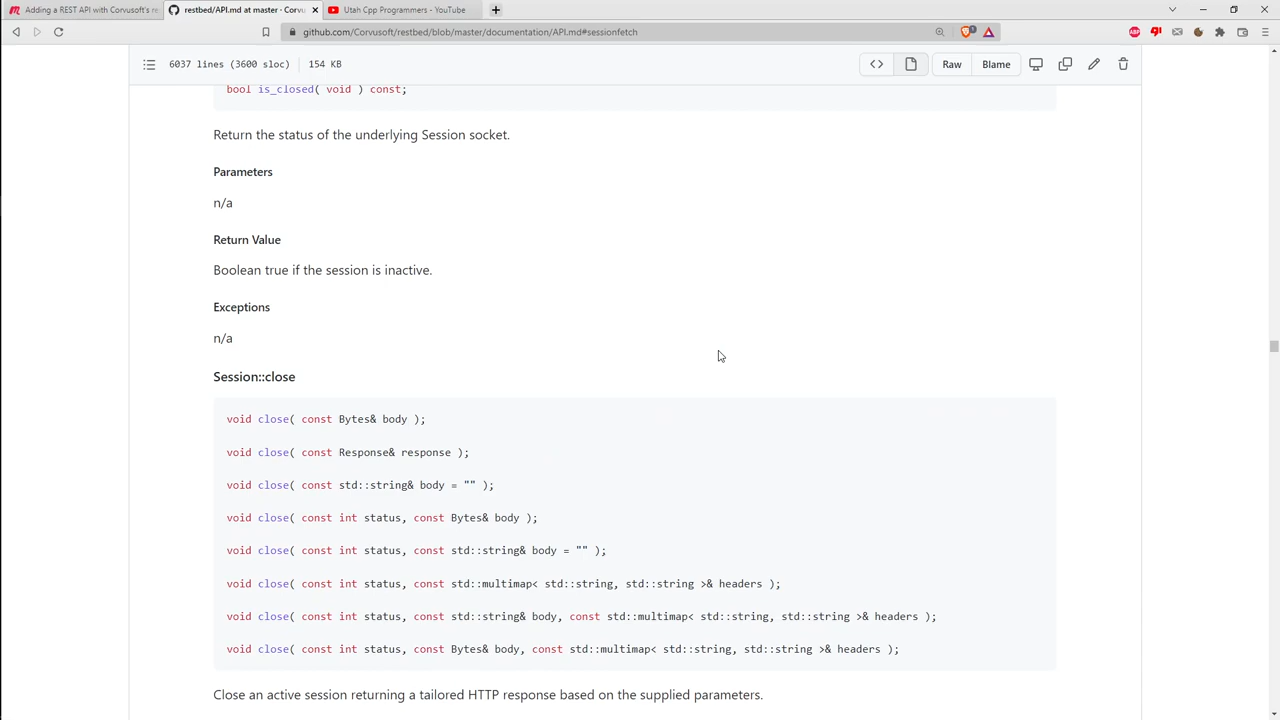 Adding a REST API with Corvusoft's re
restbed/API.md at master · Corvu
Utah Cpp Programmers - YouTube
github.com/Corvusoft/restbed/blob/master/documentation/API.md#sessionfetch
6037 lines (3600 sloc) 154 KB
Raw
Blame
bool is_closed( void ) const;
Return the status of the underlying Session socket.
Parameters
n/a
Return Value
Boolean true if the session is inactive.
Exceptions
n/a
Session::close
void close( const Bytes& body );
void close( const Response& response );
void close( const std::string& body = "" );
void close( const int status, const Bytes& body );
void close( const int status, const std::string& body = "" );
void close( const int status, const std::multimap< std::string, std::string >& headers );
void close( const int status, const std::string& body, const std::multimap< std::string, std::string >& headers );
void close( const int status, const Bytes& body, const std::multimap< std::string, std::string >& headers );
Close an active session returning a tailored HTTP response based on the supplied parameters.